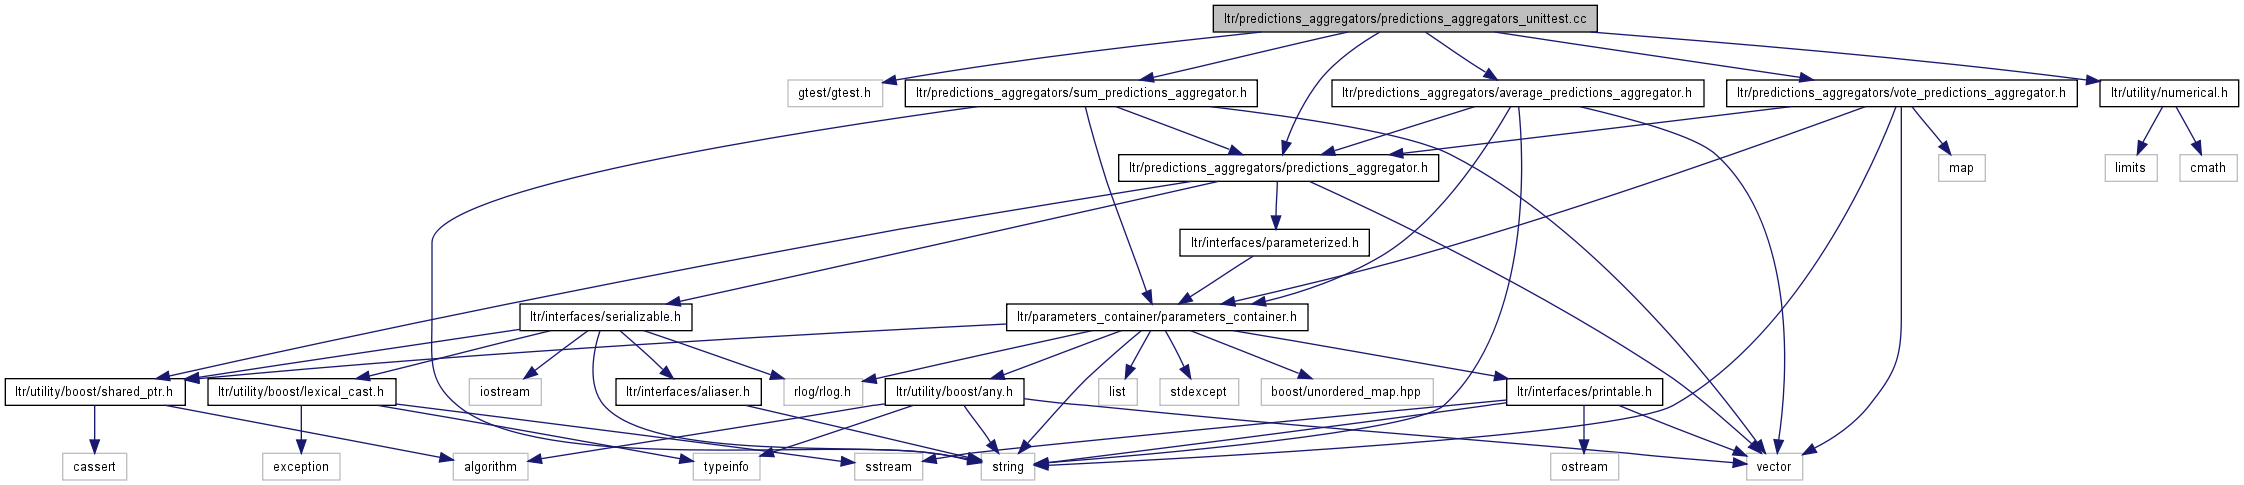 ltr/predictions_aggregators/predictions_aggregators_unittest.cc
gtest/gtest.h
ltr/predictions_aggregators/sum_predictions_aggregator.h
ltr/predictions_aggregators/average_predictions_aggregator.h
ltr/predictions_aggregators/vote_predictions_aggregator.h
ltr/utility/numerical.h
ltr/predictions_aggregators/predictions_aggregator.h
map
limits
cmath
ltr/interfaces/parameterized.h
ltr/interfaces/serializable.h
ltr/parameters_container/parameters_container.h
ltr/utility/boost/shared_ptr.h
ltr/utility/boost/lexical_cast.h
iostream
ltr/interfaces/aliaser.h
rlog/rlog.h
ltr/utility/boost/any.h
list
stdexcept
boost/unordered_map.hpp
ltr/interfaces/printable.h
cassert
exception
algorithm
typeinfo
sstream
string
ostream
vector